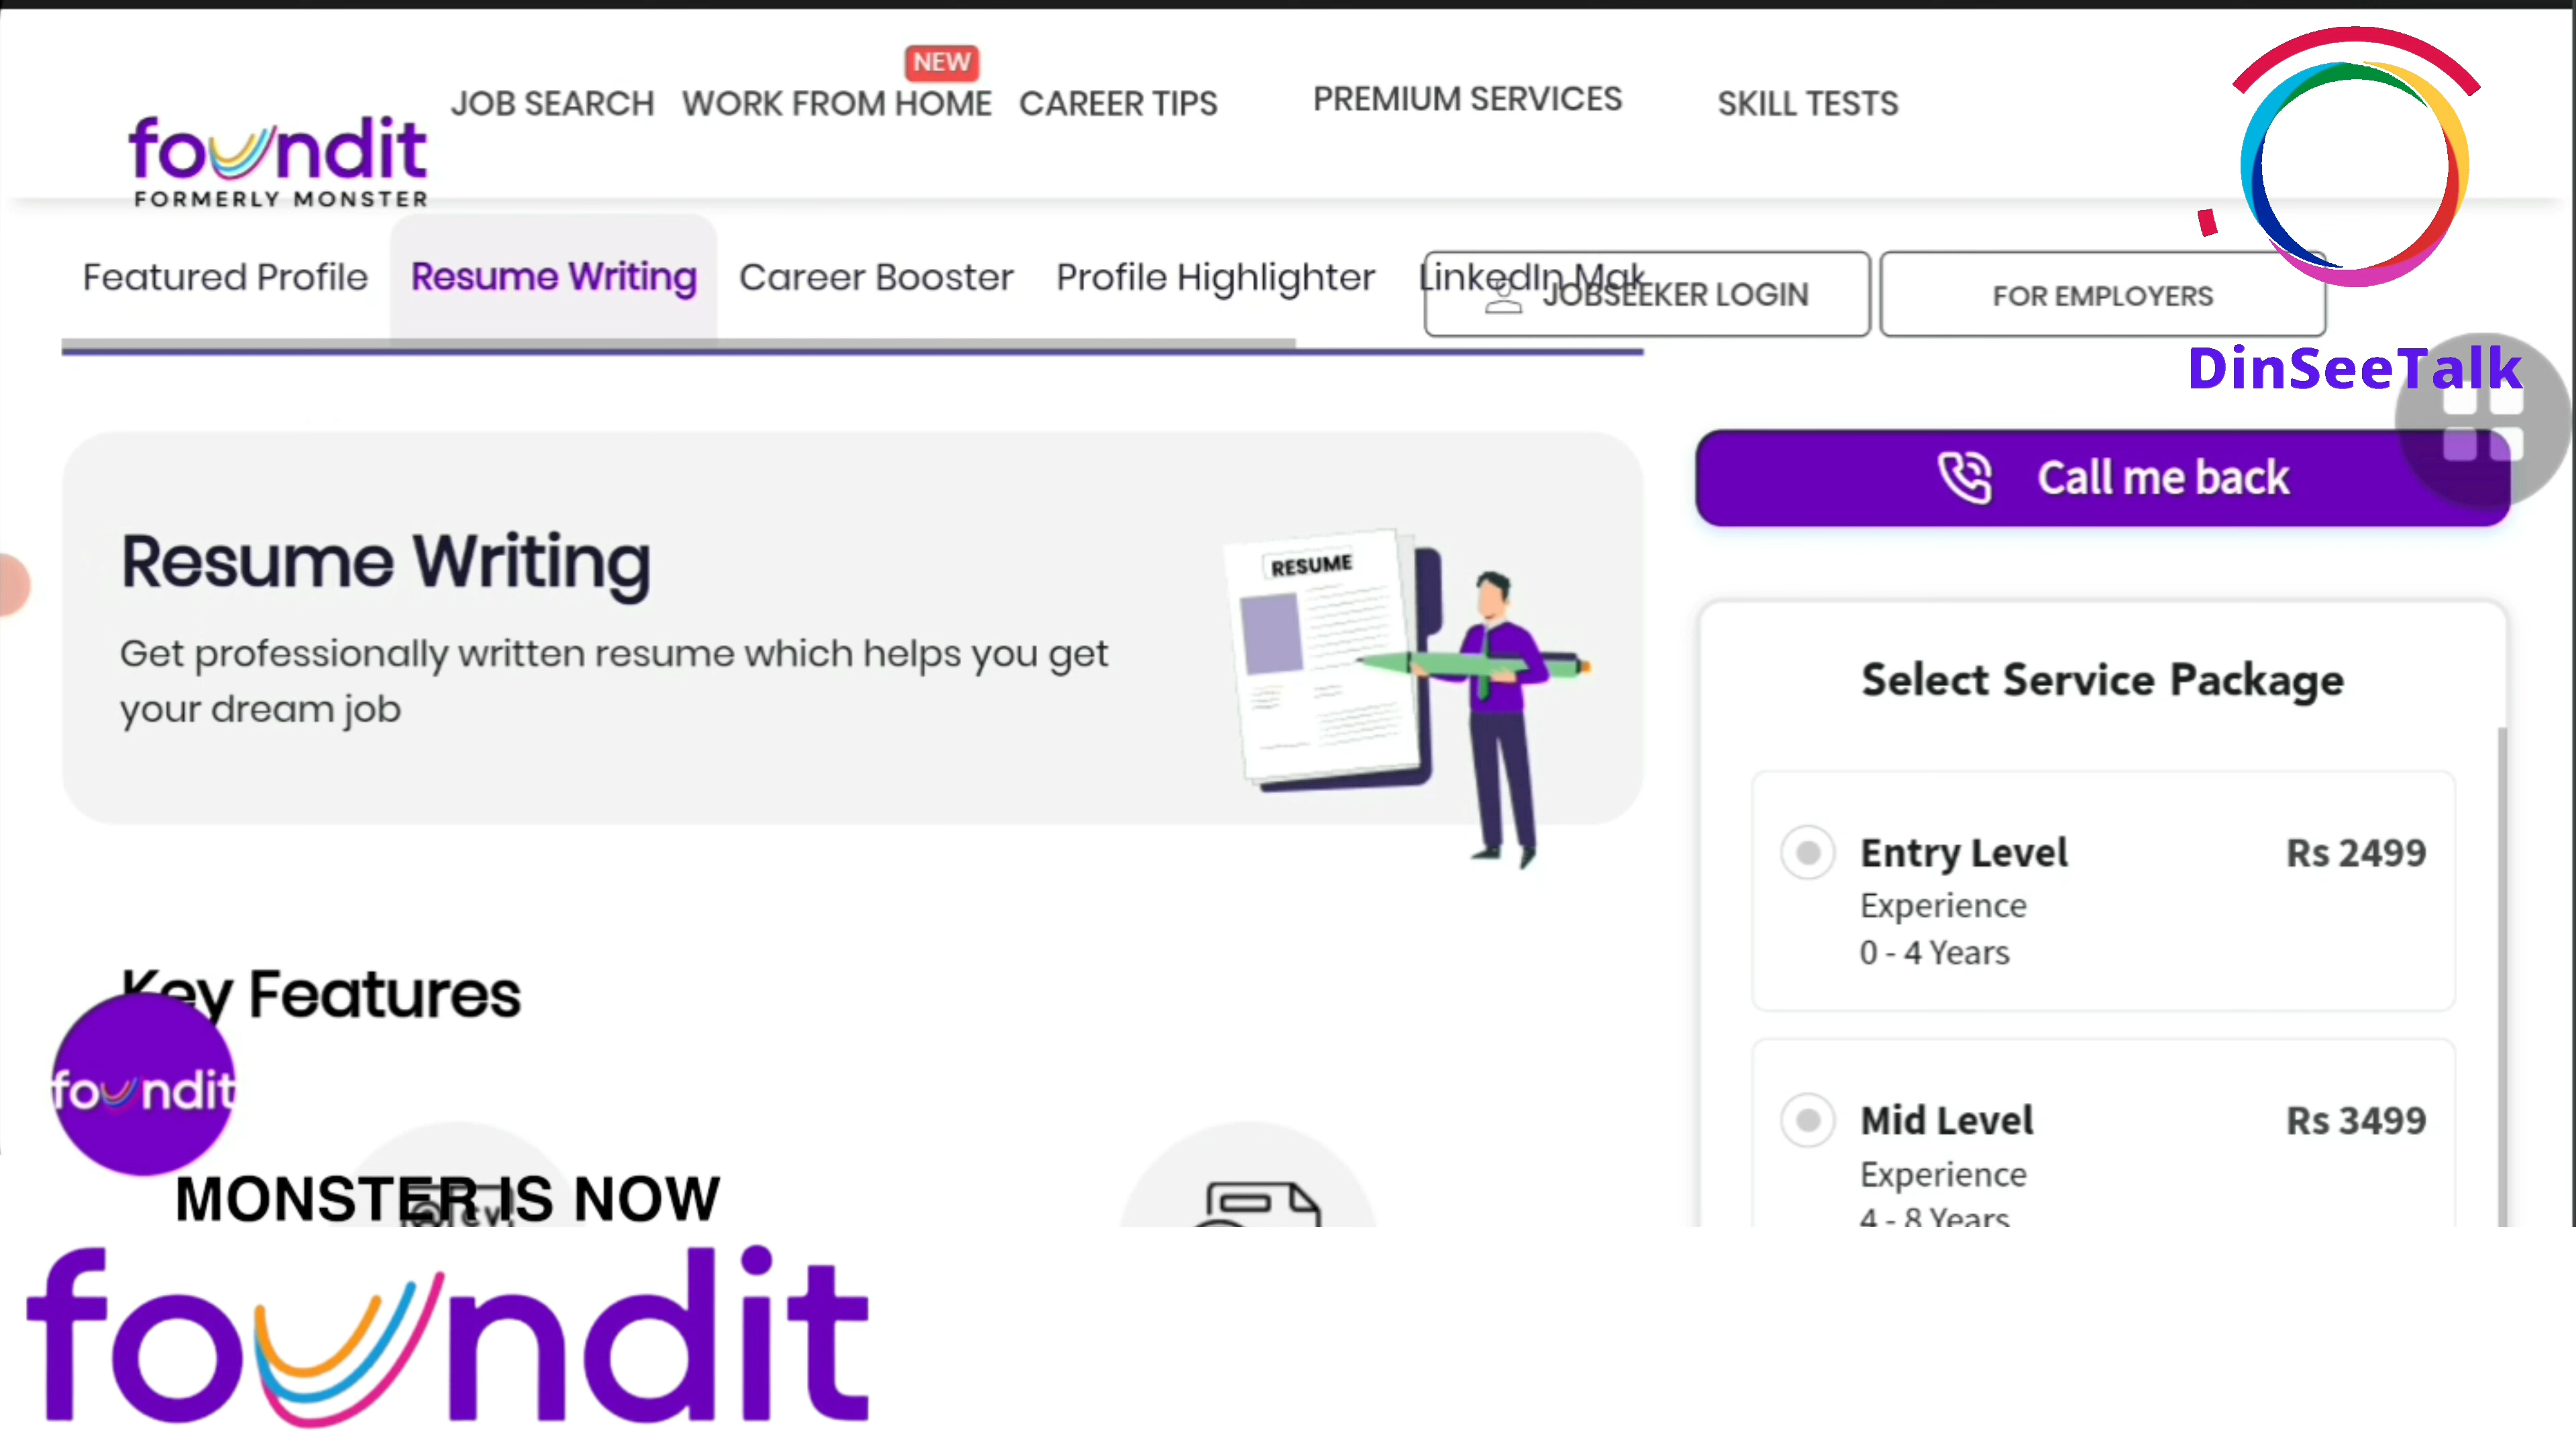 NEW
JOB SEARCH WORK FROM HOME CAREER TIPS PREMIUM SERVICES SKILL TESTS
foundit
FORMERLY MONSTER
Featured Profile Resume Writing Career Booster Profile Highlighter LinkedIn Mak
JOBSEEKER LOGIN
FOR EMPLOYERS
DinSeeTalk
Call me back
Resume Writing
Get professionally written resume which helps you get
your dream job
RESUME
Select Service Package
Entry Level Rs 2499
Experience
0 - 4 Years
Key Features
foundit
Mid Level Rs 3499
Experience
4 - 8 Years
MONSTER IS NOW
CV
foundit